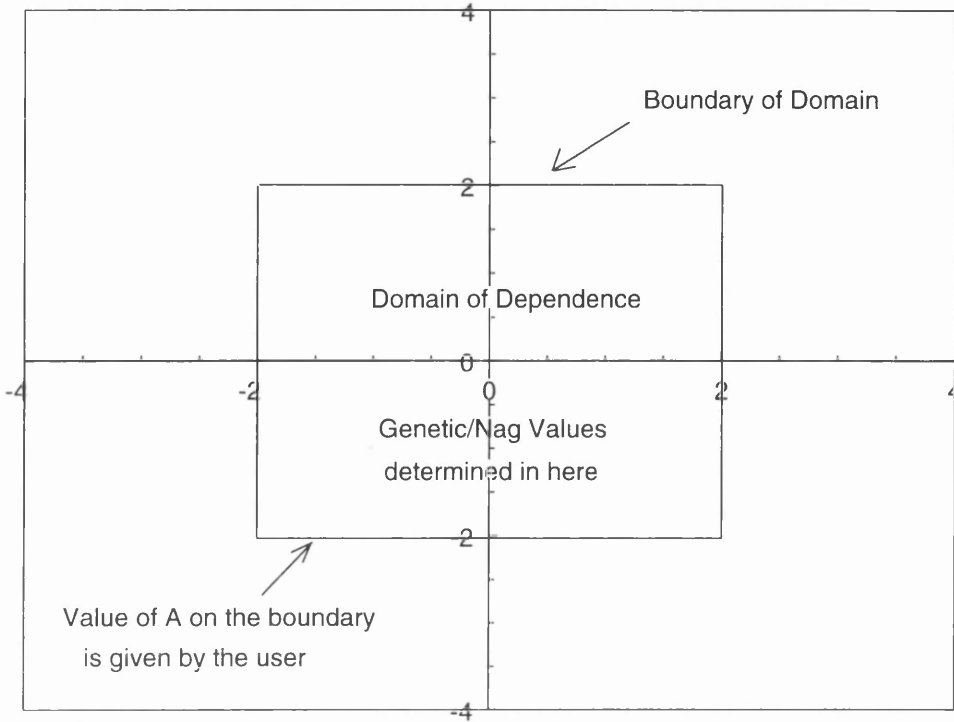 4
Boundary of Domain
2
Domain of Dependence
0
-4 -2 0 2 4
Genetic/Nag Values
determined in here
-2
Value of A on the boundary
is given by the user
-4